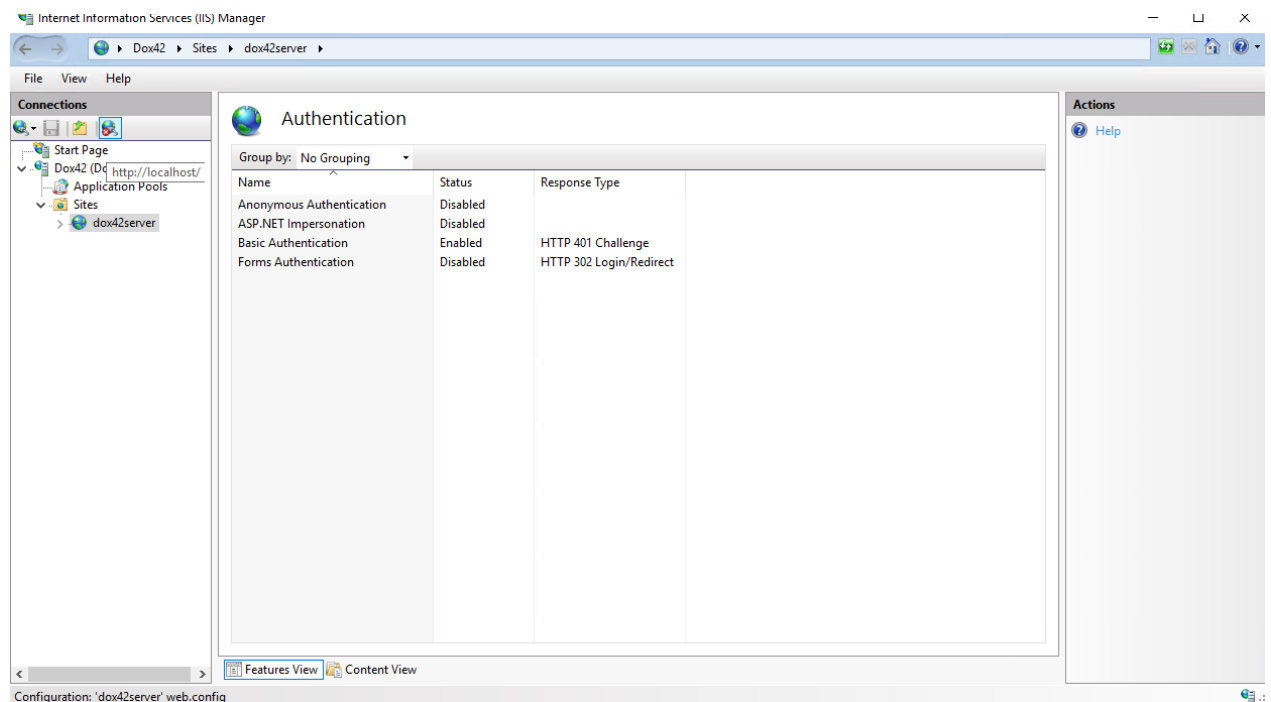 Internet Information Services (IIS) Manager
Dox42 Sites dox42server
File View Help
Connections
Start Page
Dox42 (Do
http://localhost/
Application Pools
Sites
dox42server
Authentication
Group by: No Grouping
Name Status Response Type
Anonymous Authentication Disabled
ASP.NET Impersonation Disabled
Basic Authentication Enabled HTTP 401 Challenge
Forms Authentication Disabled HTTP 302 Login/Redirect
Features View Content View
Actions
Help
Configuration: 'dox42server' web.config